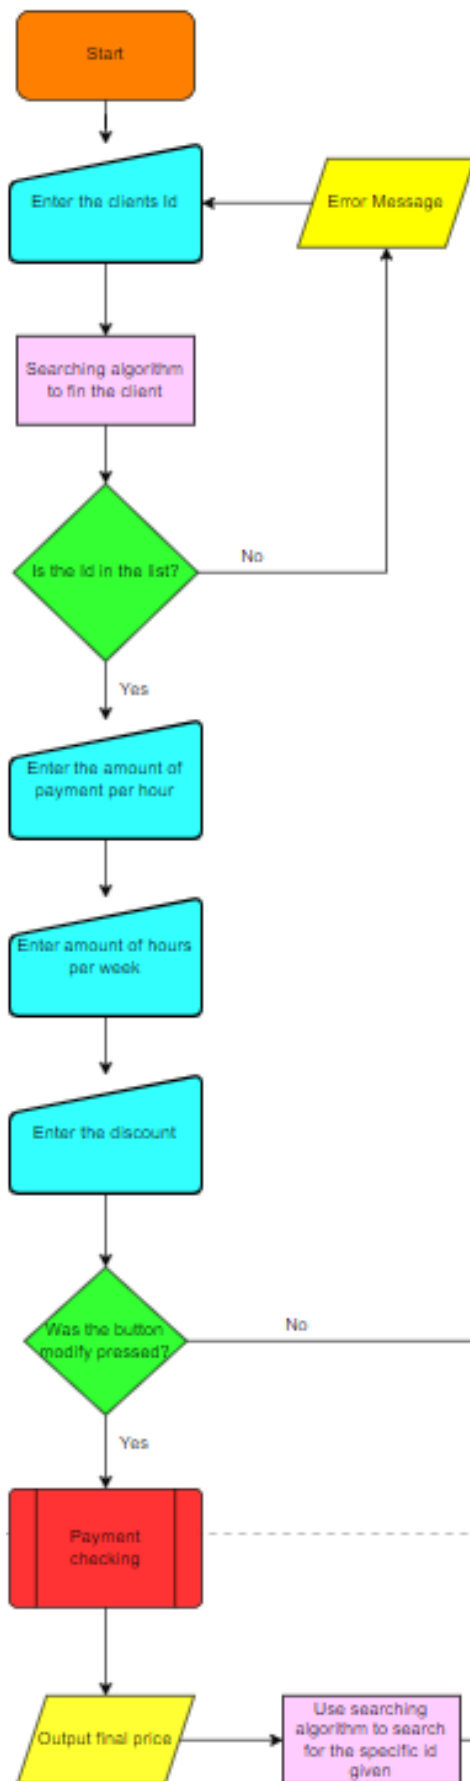 Start
Enter the clients Id
Error Message
Searching algorithm
to fin the client
Is the Id in the list?
No
Yes
Enter the amount of
payment per hour
Enter amount of hours
per week
Enter the discount
Was the button
modify pressed?
No
Yes
Payment
checking
Output final price
Use searching
algorithm to search
for the specific id
given